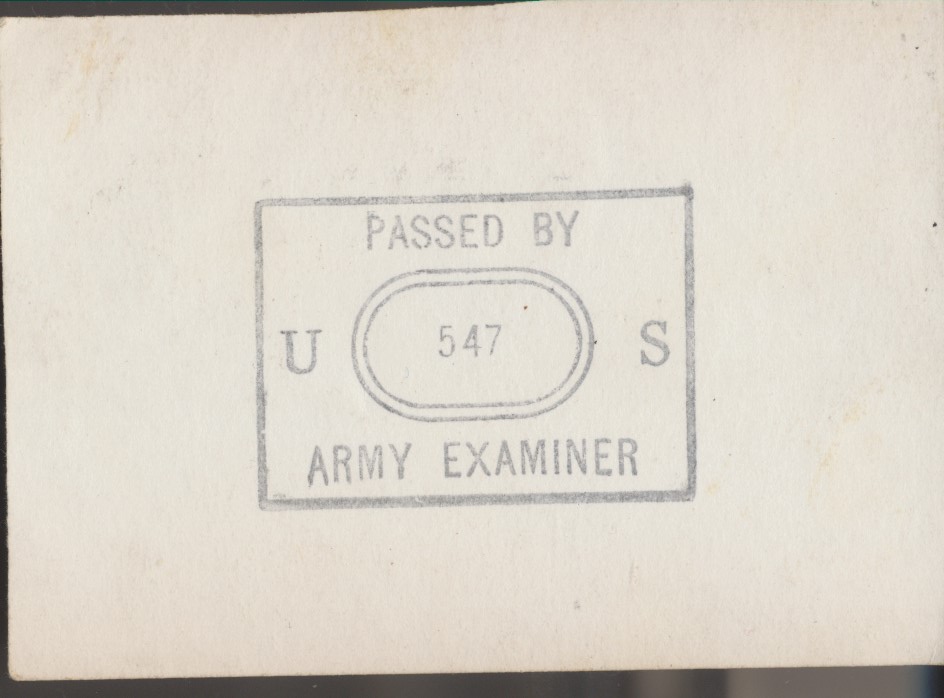 PASSED BY
U 547 S
ARMY EXAMINER